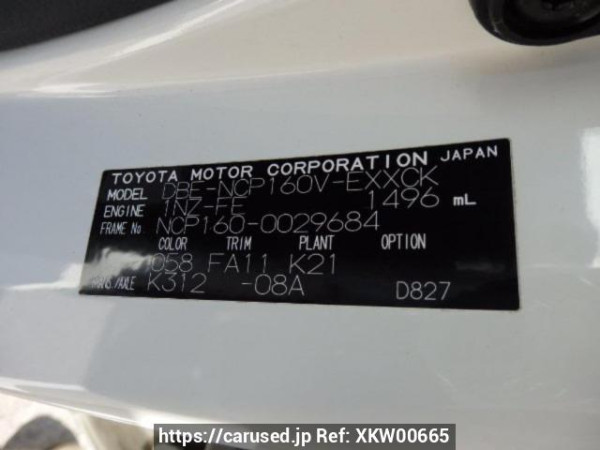 TOYOTA MOTOR CORPORATION JAPAN
MODEL DBE-NCP160V-EXXCK
ENGINE 1NZ-FE 1496 mL
FRAME No NCP160-0029684
COLOR TRIM PLANT OPTION
058 FA11 K21
/AXLE K312 -08A D827
https://carused.jp Ref: XKW00665